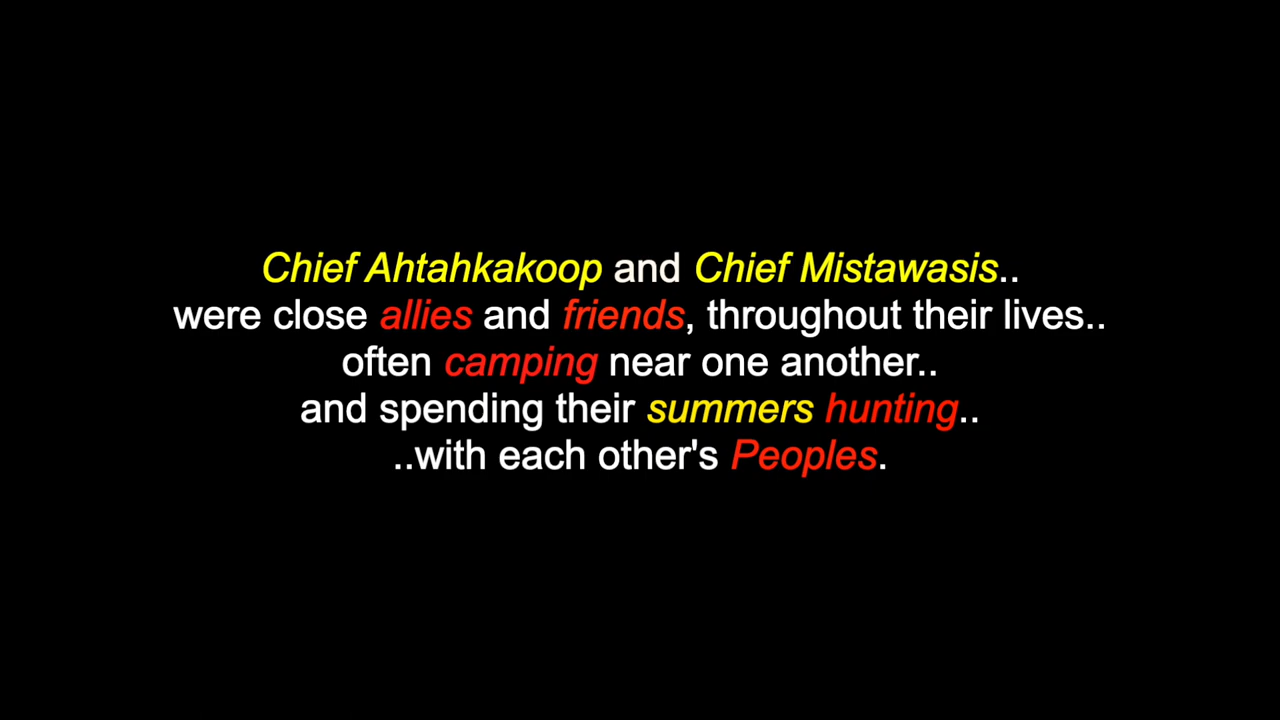 Chief Ahtahkakoop and Chief Mistawasis..
were close allies and friends, throughout their lives..
often camping near one another..
and spending their summers hunting..
..with each other's Peoples.